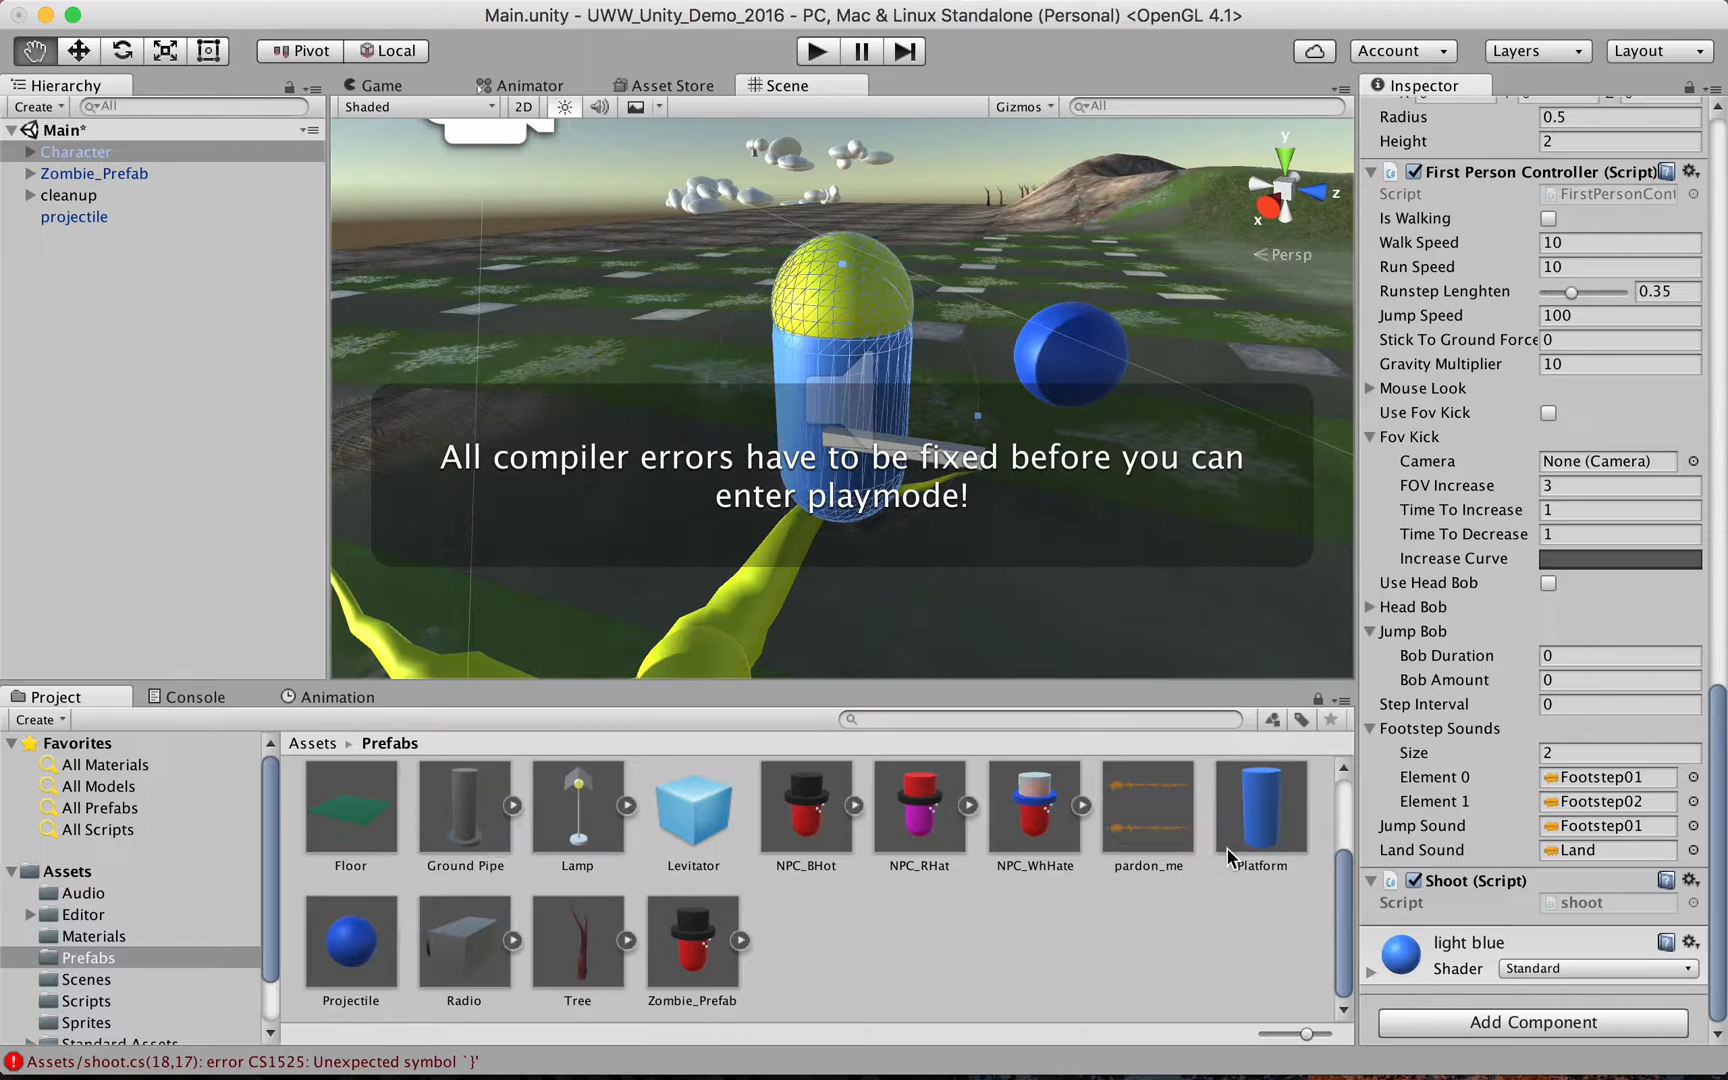 Main.unity - UWW_Unity_Demo_2016 - PC, Mac & Linux Standalone (Personal) <OpenGL 4.1>
Pivot Local Account Layers Layout
Hierarchy
Create All
Main*
Character
Zombie_Prefab
cleanup
projectile
Game Animator Asset Store Scene
Shaded 2D Gizmos All
y
z
x
Persp
All compiler errors have to be fixed before you can
enter playmode!
Inspector
Radius 0.5
Height 2
First Person Controller (Script)
Script FirstPersonCont
Is Walking
Walk Speed 10
Run Speed 10
Runstep Lenghten 0.35
Jump Speed 100
Stick To Ground Force 0
Gravity Multiplier 10
Mouse Look
Use Fov Kick
Fov Kick
Camera None (Camera)
FOV Increase 3
Time To Increase 1
Time To Decrease 1
Increase Curve
Use Head Bob
Head Bob
Jump Bob
Bob Duration 0
Bob Amount 0
Step Interval 0
Footstep Sounds
Size 2
Element 0 Footstep01
Element 1 Footstep02
Jump Sound Footstep01
Land Sound Land
Shoot (Script)
Script shoot
light blue
Shader Standard
Add Component
Project Console Animation
Create
Favorites
All Materials
All Models
All Prefabs
All Scripts
Assets
Audio
Editor
Materials
Prefabs
Scenes
Scripts
Sprites
Standard Assets
Assets Prefabs
Floor Ground Pipe Lamp Levitator NPC_BHot NPC_RHat NPC_WhHate pardon_me Platform
Projectile Radio Tree Zombie_Prefab
Assets/shoot.cs(18,17): error CS1525: Unexpected symbol `}'